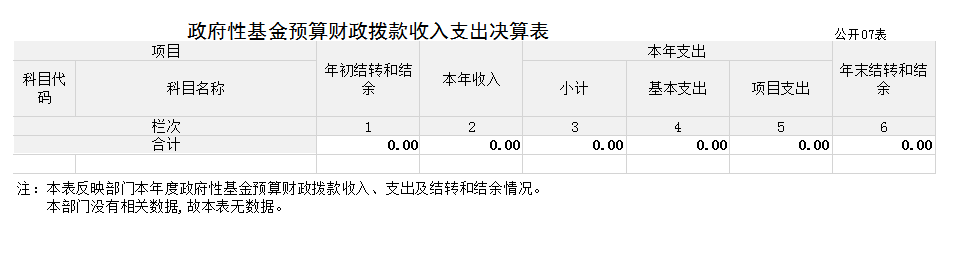 政府性基金预算财政拨款收入支出决算表
公开07表
项目 年初结转和结余 本年收入 本年支出 年末结转和结余
科目代码 科目名称 小计 基本支出 项目支出
栏次 1 2 3 4 5 6
合计 0.00 0.00 0.00 0.00 0.00 0.00
注：本表反映部门本年度政府性基金预算财政拨款收入、支出及结转和结余情况。
本部门没有相关数据,故本表无数据。